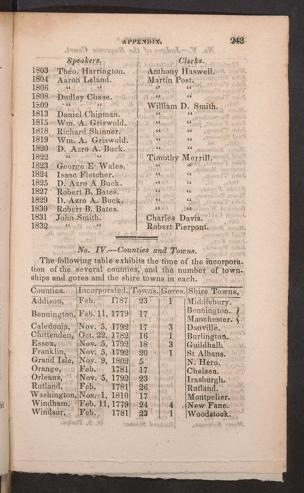 APPENDIX. 243
Speakers. Clerks.
1803 Theo. Harrington. Anthony Haswell.
1804 Aaron Leland. Martin Post.
1806 " " " "
1808 Dudley Chase. " "
1809 " " William D. Smith.
1813 Daniel Chipman. " "
1815 Wm. A. Griswold. " "
1818 Richard Skinner. " "
1819 Wm. A. Griswold. " "
1820 D. Azro A. Buck. " "
1822 " " Timothy Merrill.
1823 George E. Wales. " "
1824 Isaac Fletcher. " "
1825 D. Azro A Buck. " "
1827 Robert B. Bates. " "
1829 D. Azro A. Buck. " "
1830 Robert B. Bates. " "
1831 John Smith. Charles Davis.
1832 " " Robert Pierpont.
No. IV.—Counties and Towns.
The following table exhibits the time of the incorpora-
tion of the several counties, and the number of town-
ships and gores and the shire towns in each.
Counties. Incorporated. Towns. Gores. Shire Towns.
Addison, Feb. 1787 23 1 Middlebury.
Bennington, Feb. 11, 1779 17 Bennington. }
Manchester. }
Caledonia, Nov. 5, 1792 17 3 Danville.
Chittenden, Oct. 22, 1782 16 1 Burlington.
Essex, Nov. 5, 1792 18 3 Guildhall.
Franklin, Nov. 5, 1792 20 1 St Albans.
Grand Isle, Nov. 9, 1802 5 N. Hero.
Orange, Feb. 1781 17 Chelsea.
Orleans, Nov. 5, 1792 23 Irasburgh.
Rutland, Feb. 1781 26 Rutland.
Washington, Nov. 1, 1810 17 Montpelier.
Windham, Feb. 11, 1779 24 4 New Fane.
Windsor, Feb. 1781 23 1 Woodstock.